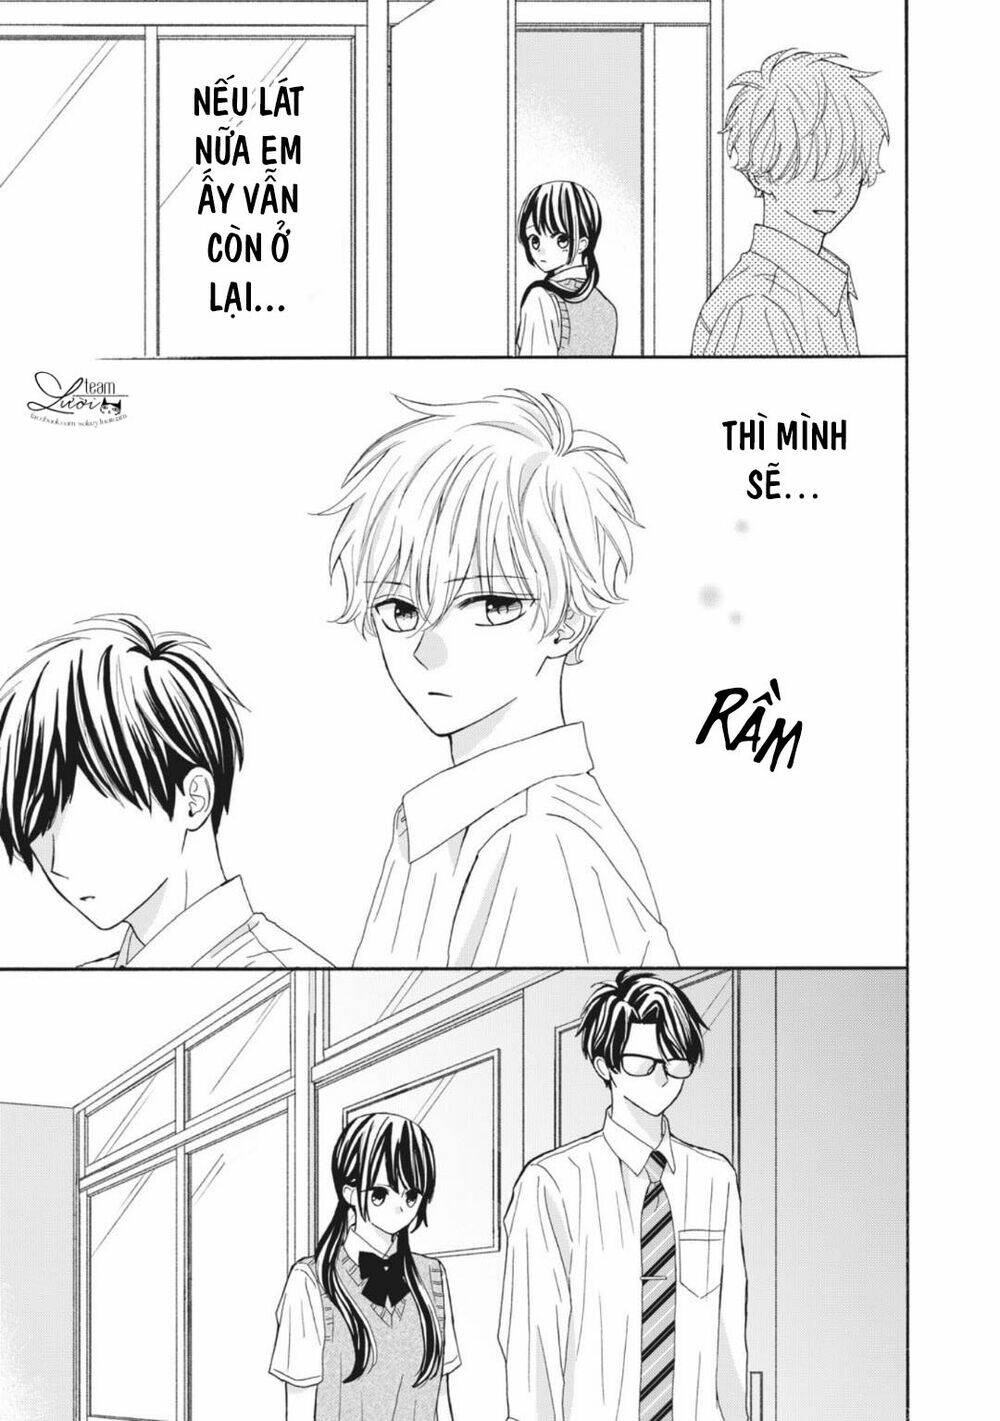 NẾU LÁT
NỮA EM
ẤY VẪN
CÒN Ở
LẠI...
team
Lười
THÌ MÌNH
SẼ...
RẦM